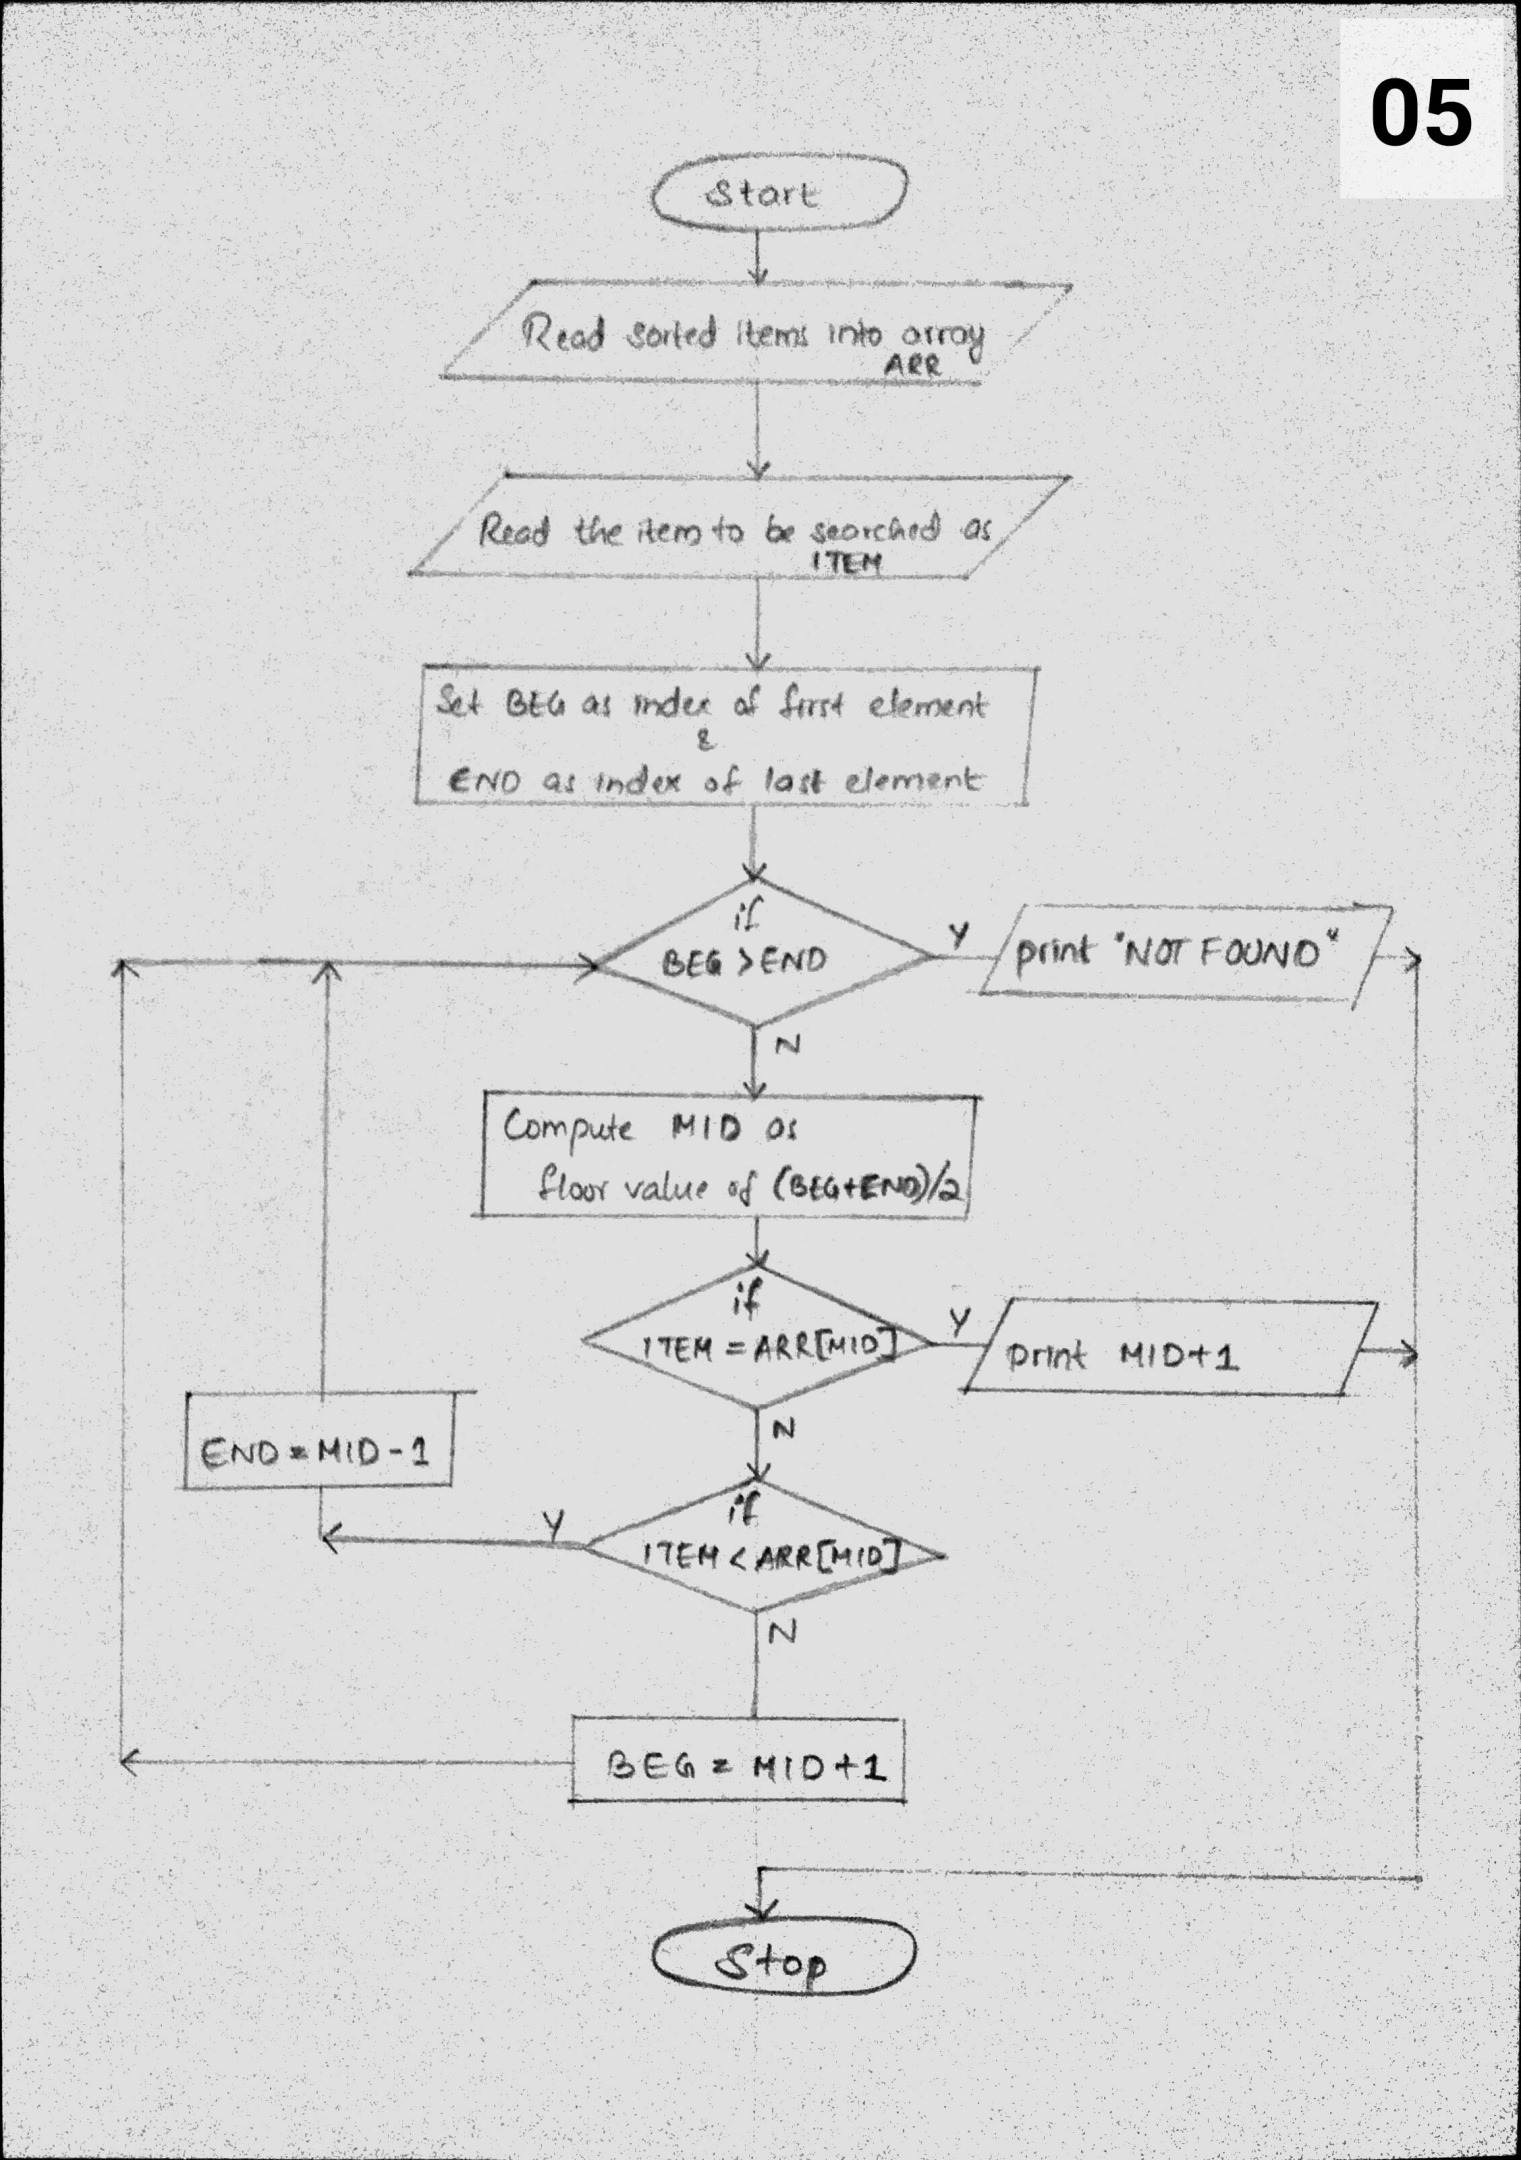 05
Start
Read sorted items into array
ARR
Read the item to be searched as
ITEM
Set BEG as index of first element
&
END as index of last element
if
BEG > END
Y
print "NOT FOUND"
N
Compute MID as
floor value of (BEG+END)/2
if
ITEM = ARR[MID]
Y
print MID+1
N
END = MID-1
if
ITEM < ARR[MID]
Y
N
BEG = MID+1
Stop